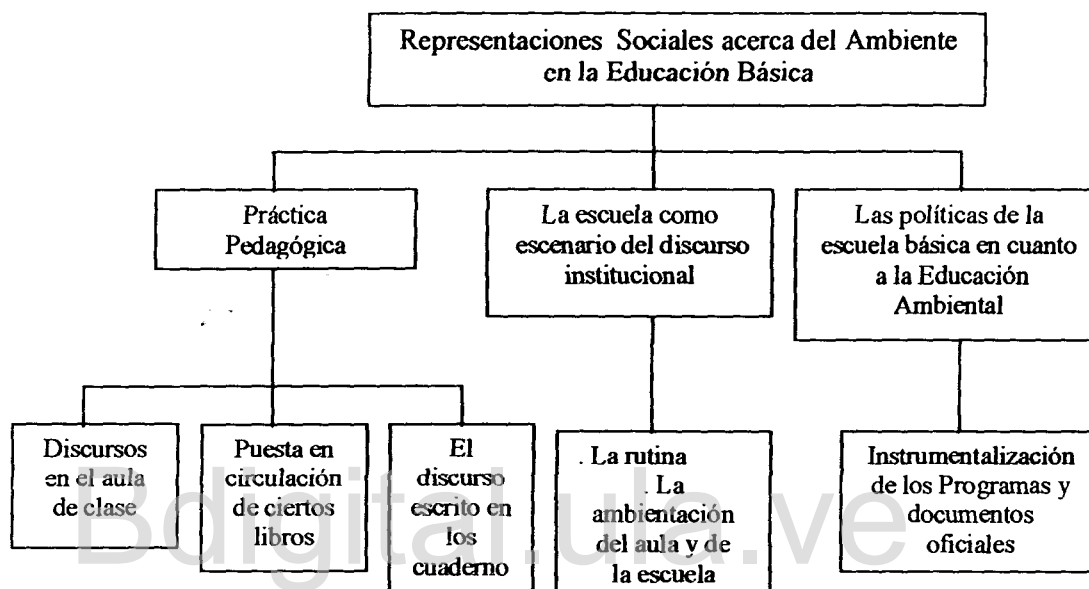 Representaciones Sociales acerca del Ambiente
en la Educación Básica
Práctica
Pedagógica
La escuela como
escenario del discurso
institucional
Las políticas de la
escuela básica en cuanto
a la Educación
Ambiental
Discursos
en el aula
de clase
Puesta en
circulación
de ciertos
libros
El
discurso
escrito en
los
cuaderno
. La rutina
. La
ambientación
del aula y de
la escuela
Instrumentalización
de los Programas y
documentos
oficiales
Bdigital.ula.ve